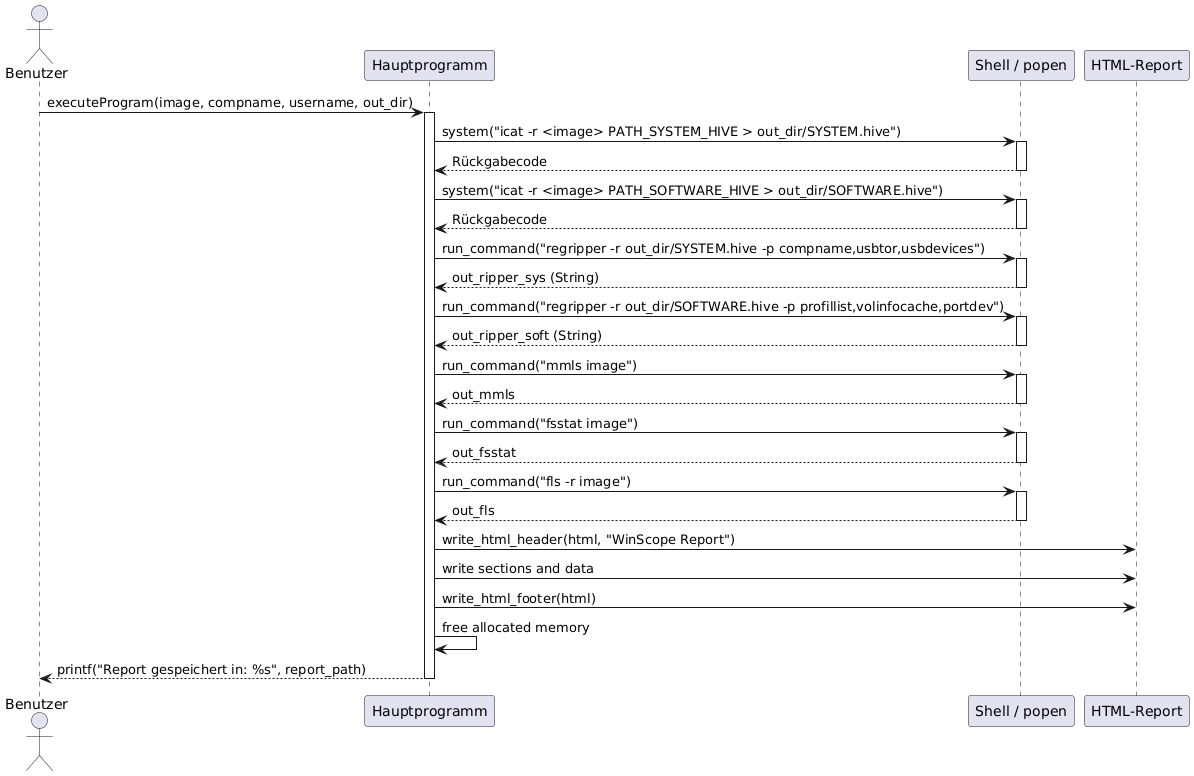 Benutzer
Hauptprogramm
Shell / popen
HTML-Report
executeProgram(image, compname, username, out_dir)
system("icat -r <image> PATH_SYSTEM_HIVE > out_dir/SYSTEM.hive")
Rückgabecode
system("icat -r <image> PATH_SOFTWARE_HIVE > out_dir/SOFTWARE.hive")
Rückgabecode
run_command("regripper -r out_dir/SYSTEM.hive -p compname,usbtor,usbdevices")
out_ripper_sys (String)
run_command("regripper -r out_dir/SOFTWARE.hive -p profillist,volinfocache,portdev")
out_ripper_soft (String)
run_command("mmls image")
out_mmls
run_command("fsstat image")
out_fsstat
run_command("fls -r image")
out_fls
write_html_header(html, "WinScope Report")
write sections and data
write_html_footer(html)
free allocated memory
printf("Report gespeichert in: %s", report_path)
Benutzer
Hauptprogramm
Shell / popen
HTML-Report